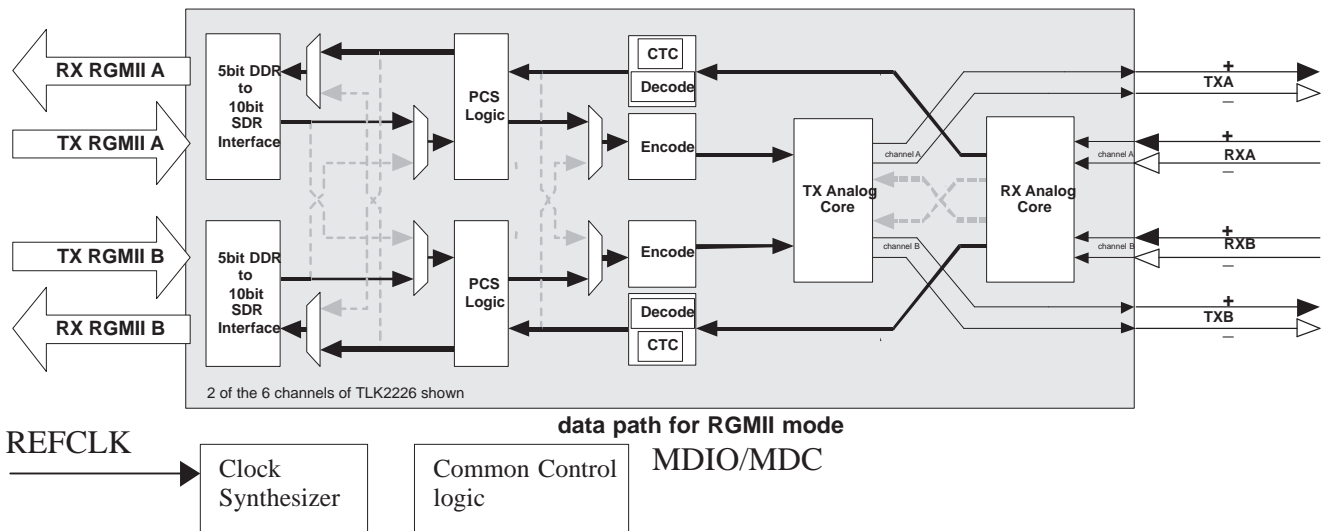 RX RGMII A
TX RGMII A
5bit DDR
to
10bit
SDR
Interface
PCS
Logic
CTC
Decode
Encode
TX Analog
Core
channel A
RX Analog
Core
channel A
+
TXA
_
+
RXA
_
TX RGMII B
RX RGMII B
5bit DDR
to
10bit
SDR
Interface
PCS
Logic
Encode
Decode
CTC
channel B
channel B
+
RXB
_
+
TXB
_
2 of the 6 channels of TLK2226 shown
data path for RGMII mode
REFCLK
Clock
Synthesizer
Common Control
logic
MDIO/MDC